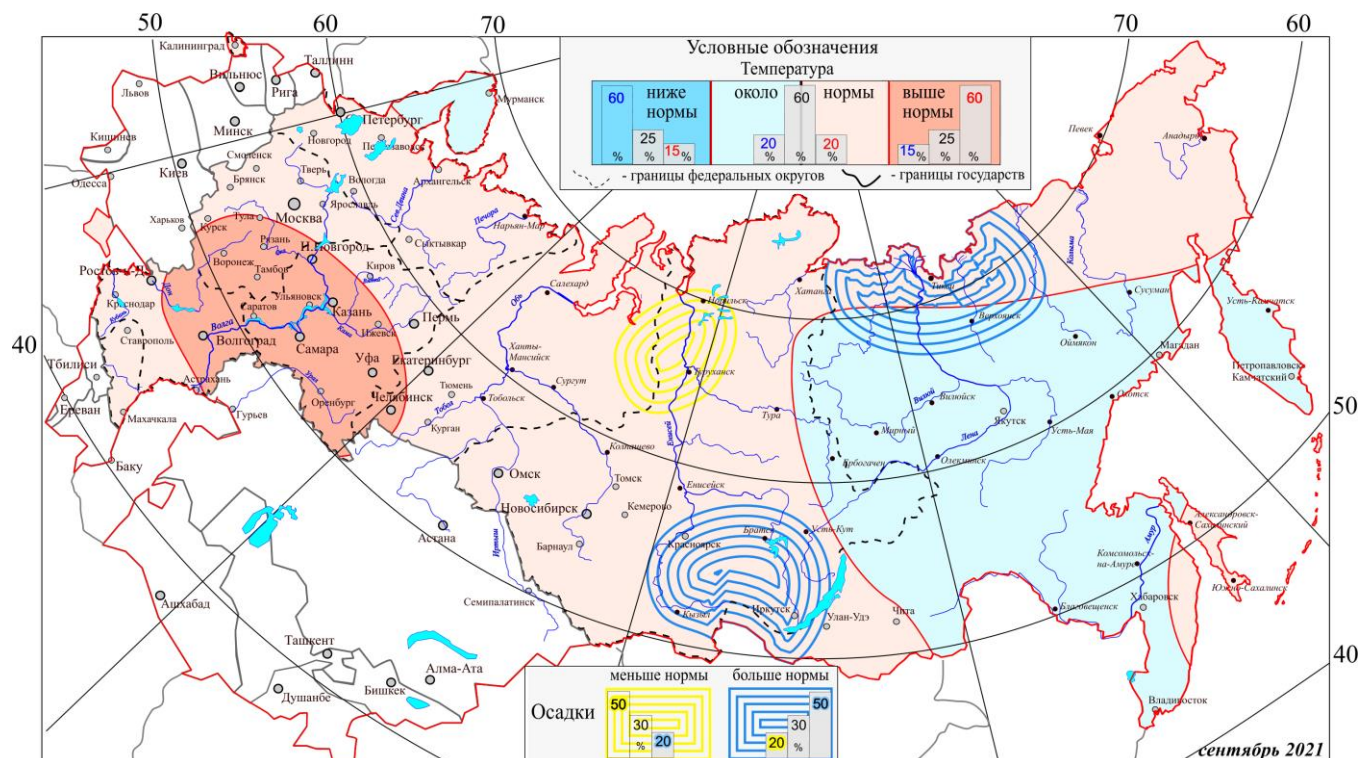 50
60
70
70
60
Калининград
Таллинн
Вильнюс
Рига
Львов
Мурманск
Минск
Петербург
Новгород
Кишинев
Смоленск
Киев
Тверь
Брянск
Вологда
Архангельск
Одесса
Ярославль
Москва
Сев.Двина
Печора
Харьков
Курск
Тула
Нарьян-Мар
Рязань
Ока
Н.Новгород
Сыктывкар
Воронеж
Тамбов
Киров
Ростов-н-Д.
Дон
Ульяновск
Казань
Салехард
Обь
Краснодар
Кубань
Саратов
Волга
Кама
Ижевск
Пермь
Ставрополь
Волгоград
Самара
Уфа
Екатеринбург
Ханты-
Мансийск
Сургут
40
Тбилиси
Астрахань
Урал
Оренбург
Тюмень
Челябинск
Тобол
Тобольск
Ереван
Махачкала
Гурьев
Курган
Колпашево
Баку
Омск
Томск
Новосибирск
Кемерово
Астана
Иртыш
Барнаул
Семипалатинск
Ашхабад
Ташкент
Душанбе
Бишкек
Алма-Ата
Условные обозначения
Температура
60
%
25
%
15%
ниже
нормы
около
нормы
20
%
60
%
20
%
выше
нормы
15%
25
%
60
%
- границы федеральных округов
- границы государств
Певек
Анадырь
Колыма
Хатанга
Тикси
Норильск
Сусуман
Усть-Камчатск
Верхоянск
Оймякон
Магадан
Петропавловск-
Камчатский
Туруханск
Тура
Вилюй
Вилюйск
Охотск
Якутск
Мирный
Лена
Усть-Мая
50
Енисей
Ербогачен
Олекминск
Енисейск
Братск
Усть-Кут
Красноярск
Александровск-
Сахалинский
Амур
Комсомольск-
на-Амуре
Южно-Сахалинск
Кызыл
Иркутск
Улан-Удэ
Чита
Благовещенск
Хабаровск
40
Владивосток
Осадки
меньше нормы
50
30
%
20
больше нормы
20
30
%
50
сентябрь 2021